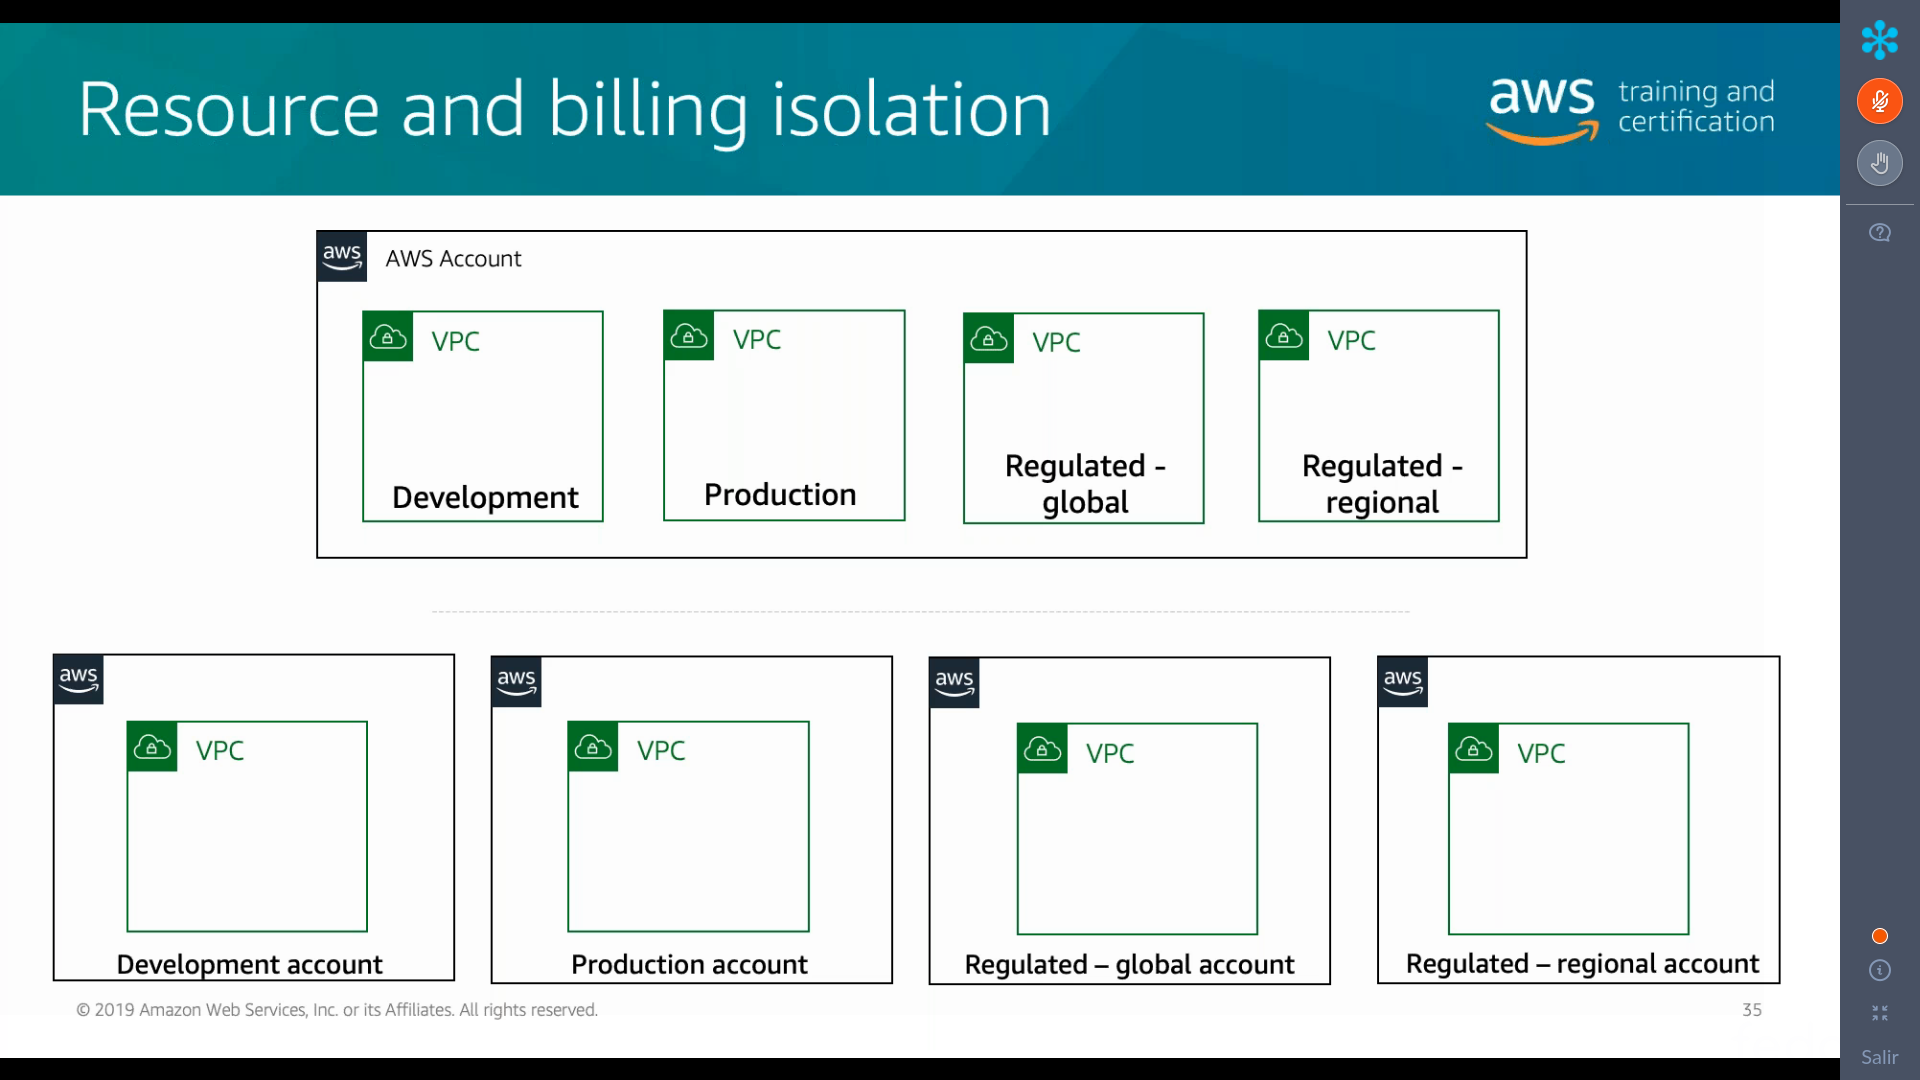 Resource and billing isolation
aws training and certification
aws AWS Account
VPC
Development
VPC
Production
VPC
Regulated -
global
VPC
Regulated -
regional
aws
VPC
Development account
aws
VPC
Production account
aws
VPC
Regulated – global account
aws
VPC
Regulated – regional account
© 2019 Amazon Web Services, Inc. or its Affiliates. All rights reserved.
35
Salir